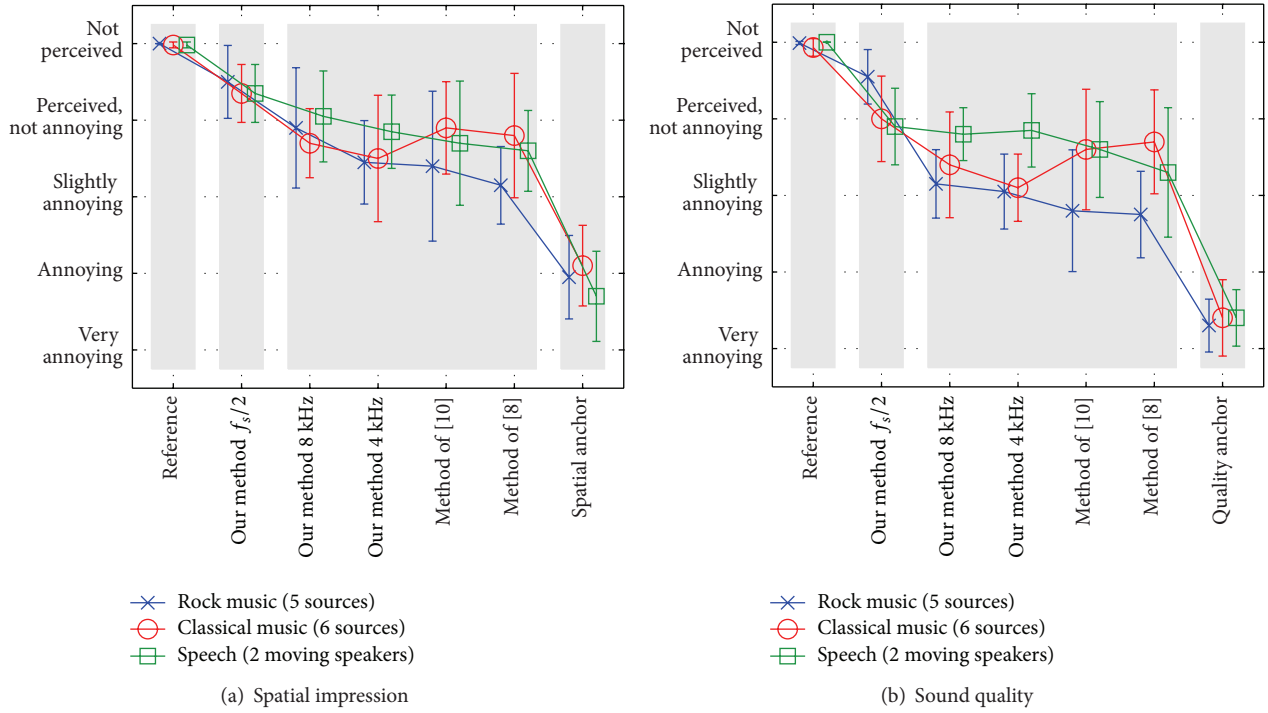 Not
perceived
Perceived,
not annoying
Slightly
annoying
Annoying
Very
annoying
Reference
Our method fs/2
Our method 8 kHz
Our method 4 kHz
Method of [10]
Method of [8]
Spatial anchor
Rock music (5 sources)
Classical music (6 sources)
Speech (2 moving speakers)
(a) Spatial impression
Not
perceived
Perceived,
not annoying
Slightly
annoying
Annoying
Very
annoying
Reference
Our method fs/2
Our method 8 kHz
Our method 4 kHz
Method of [10]
Method of [8]
Quality anchor
Rock music (5 sources)
Classical music (6 sources)
Speech (2 moving speakers)
(b) Sound quality